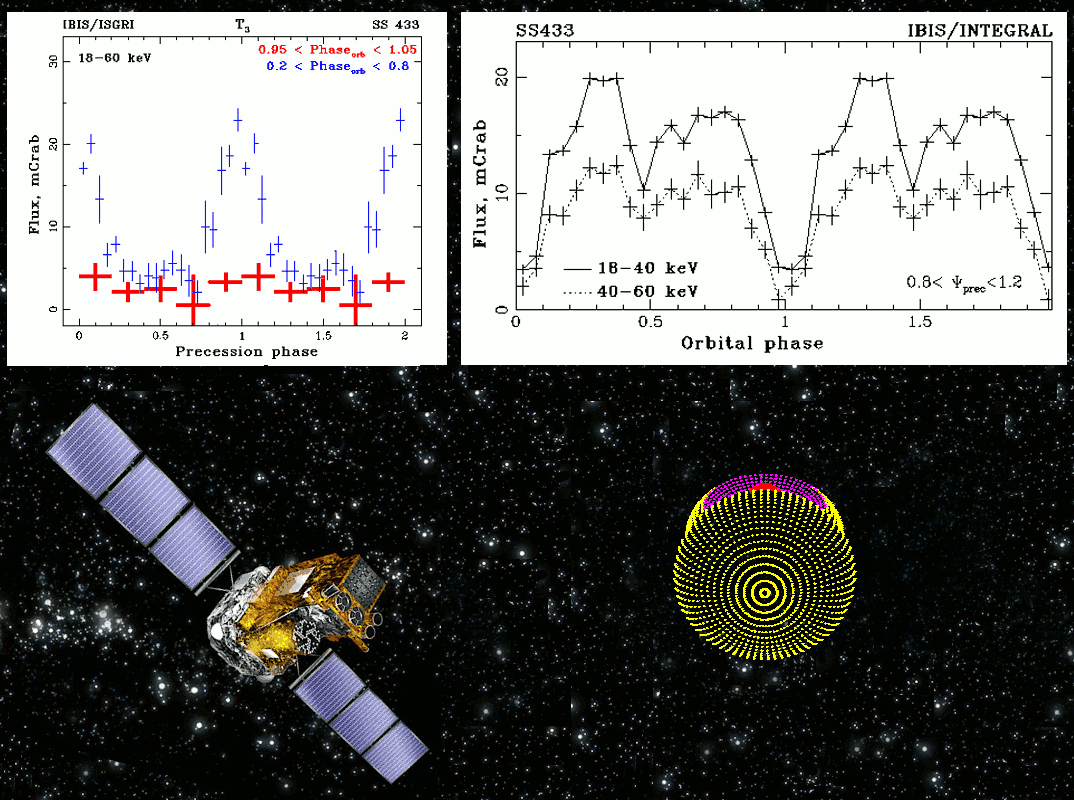 IBIS/ISGRI T₃ SS 433
18−60 keV
0.95 < Phase_orb < 1.05
0.2 < Phase_orb < 0.8
Flux, mCrab
30
20
10
0
0 0.5 1 1.5 2
Precession phase
SS433 IBIS/INTEGRAL
Flux, mCrab
20
10
0
18−40 keV
40−60 keV
0.8< Ψ_prec<1.2
0 0.5 1 1.5
Orbital phase